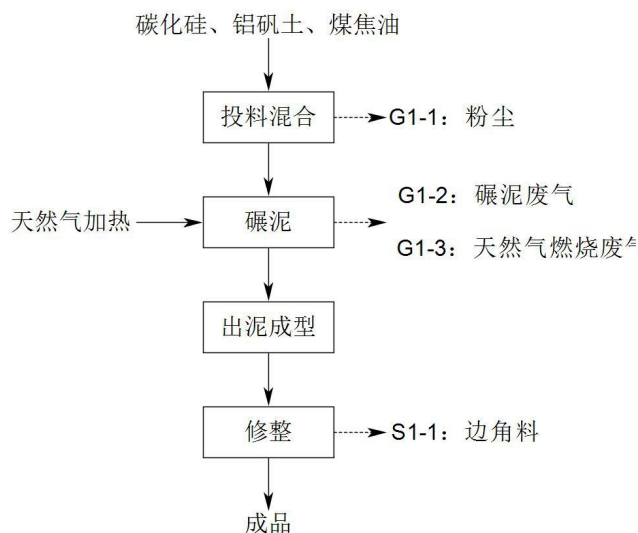 碳化硅、铝矾土、煤焦油
投料混合
G1-1：粉尘
G1-2：碾泥废气
天然气加热
碾泥
G1-3：天然气燃烧废气
出泥成型
修整
S1-1：边角料
成品